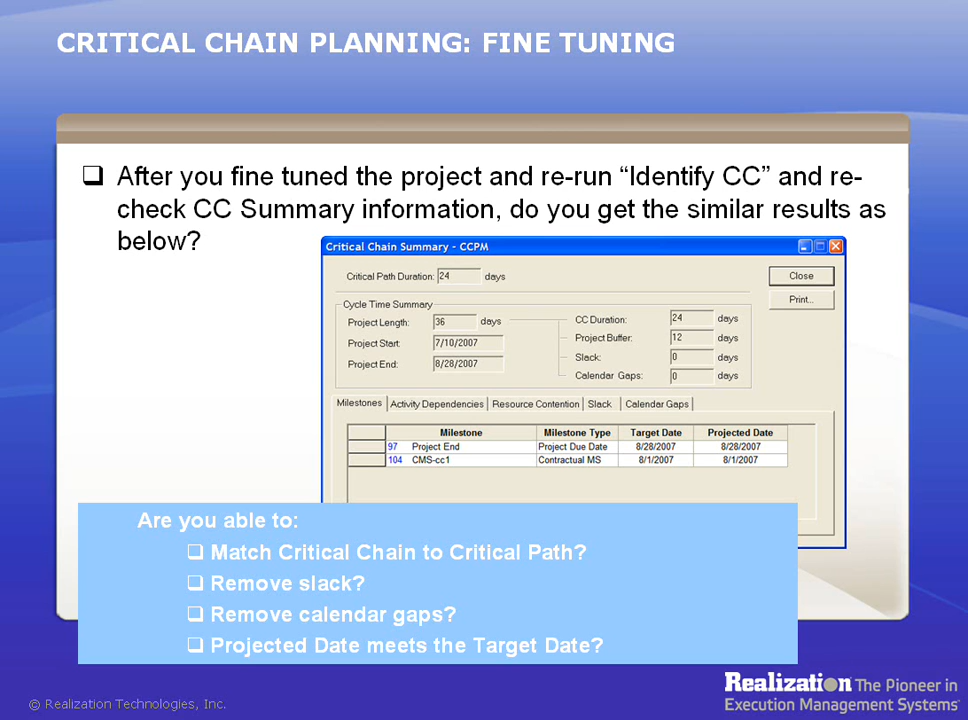 CRITICAL CHAIN PLANNING: FINE TUNING
❑ After you fine tuned the project and re-run “Identify CC” and re-
check CC Summary information, do you get the similar results as
below?
Critical Chain Summary - CCPM
Critical Path Duration: 24 days
Close
Print...
Cycle Time Summary
Project Length: 36 days
Project Start: 7/10/2007
Project End: 8/28/2007
CC Duration: 24 days
Project Buffer: 12 days
Slack: 0 days
Calendar Gaps: 0 days
Milestones Activity Dependencies Resource Contention Slack Calendar Gaps
Milestone Milestone Type Target Date Projected Date
97 Project End Project Due Date 8/28/2007 8/28/2007
104 CMS-cc1 Contractual MS 8/1/2007 8/1/2007
Are you able to:
❑ Match Critical Chain to Critical Path?
❑ Remove slack?
❑ Remove calendar gaps?
❑ Projected Date meets the Target Date?
Realization The Pioneer in
Execution Management Systems
© Realization Technologies, Inc.